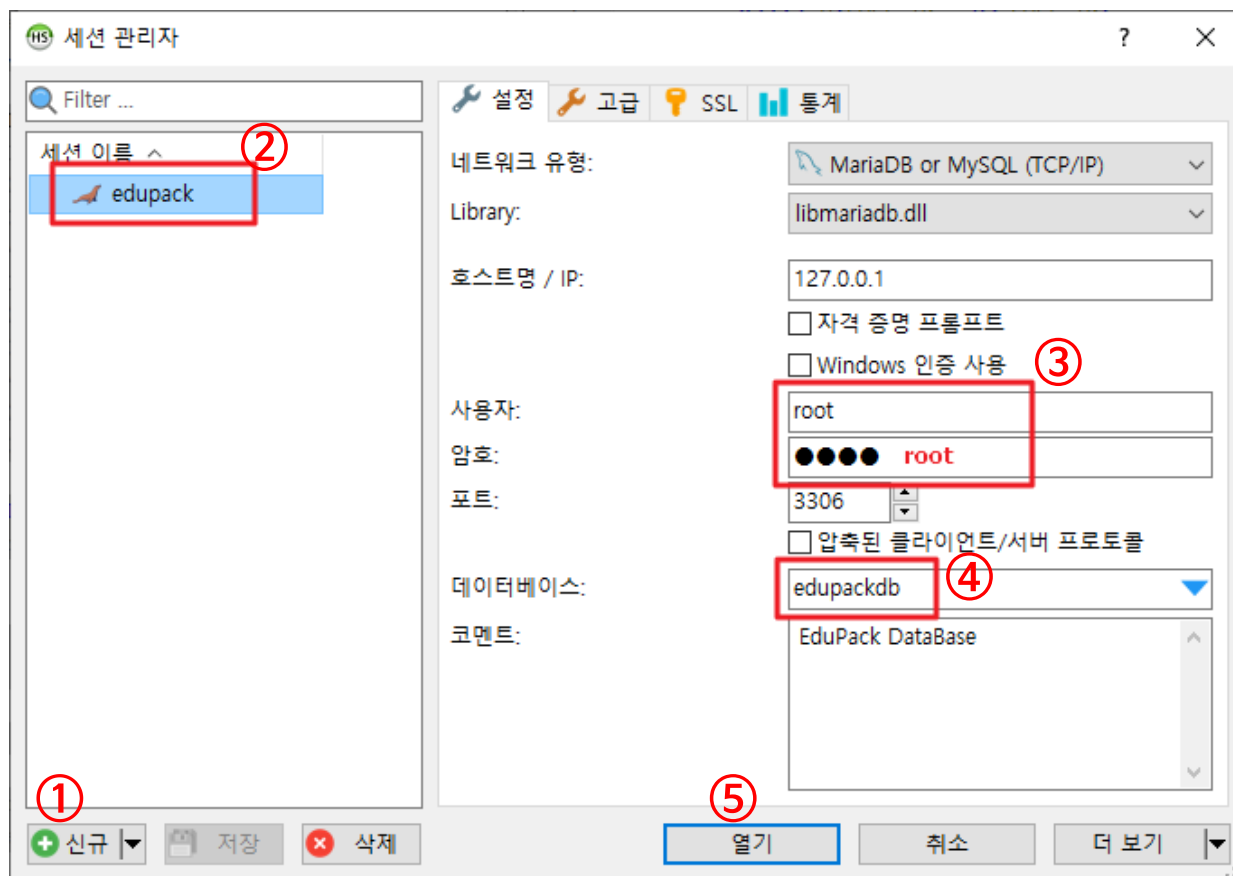 HS 세션 관리자 ?
Filter ...
설정 고급 SSL 통계
세션 이름 ②
edupack
네트워크 유형: MariaDB or MySQL (TCP/IP)
Library: libmariadb.dll
호스트명 / IP: 127.0.0.1
자격 증명 프롬프트
Windows 인증 사용 ③
사용자: root
암호: ●●●● root
포트: 3306
압축된 클라이언트/서버 프로토콜
데이터베이스: edupackdb ④
코멘트: EduPack DataBase
① ⑤
신규 저장 삭제 열기 취소 더 보기